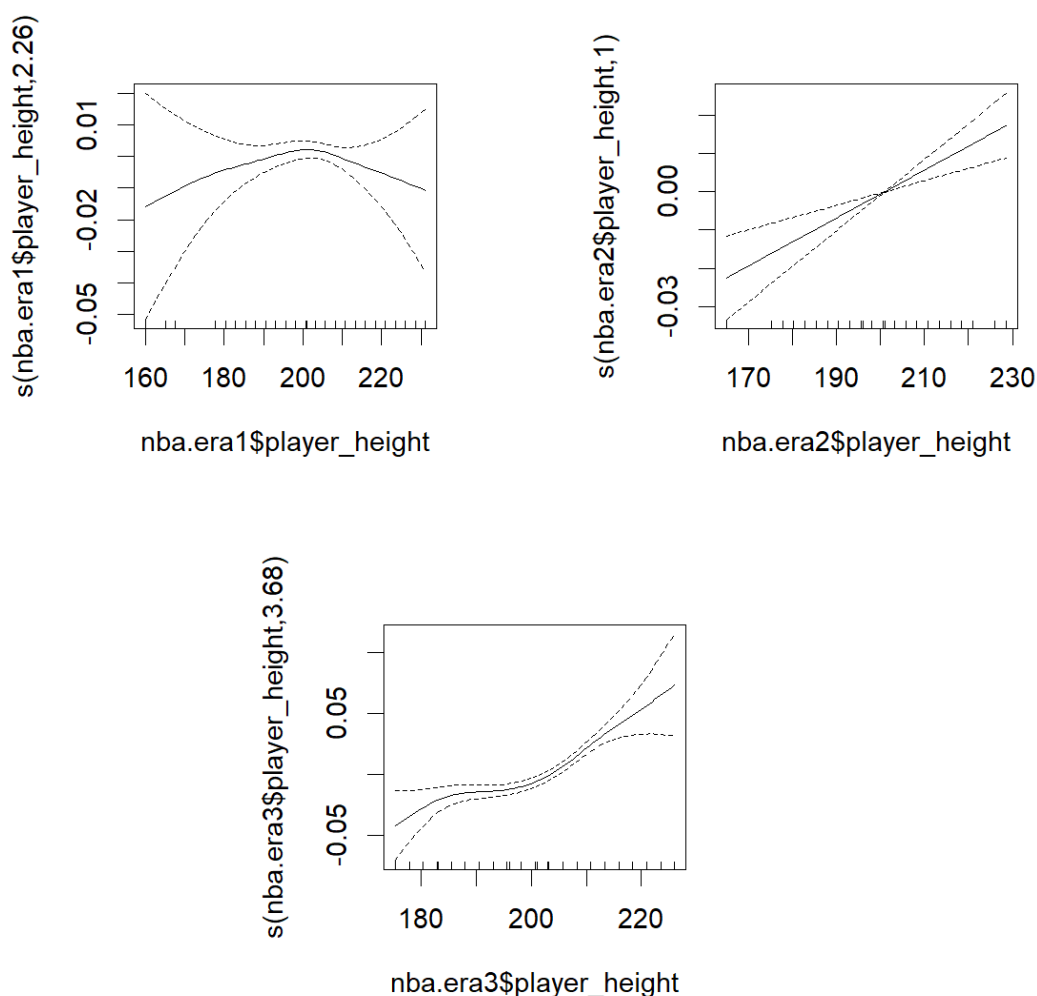 s(nba.era1$player_height,2.26)
0.01
-0.02
-0.05
160 180 200 220
nba.era1$player_height
s(nba.era2$player_height,1)
0.00
-0.03
170 190 210 230
nba.era2$player_height
s(nba.era3$player_height,3.68)
0.05
-0.05
180 200 220
nba.era3$player_height